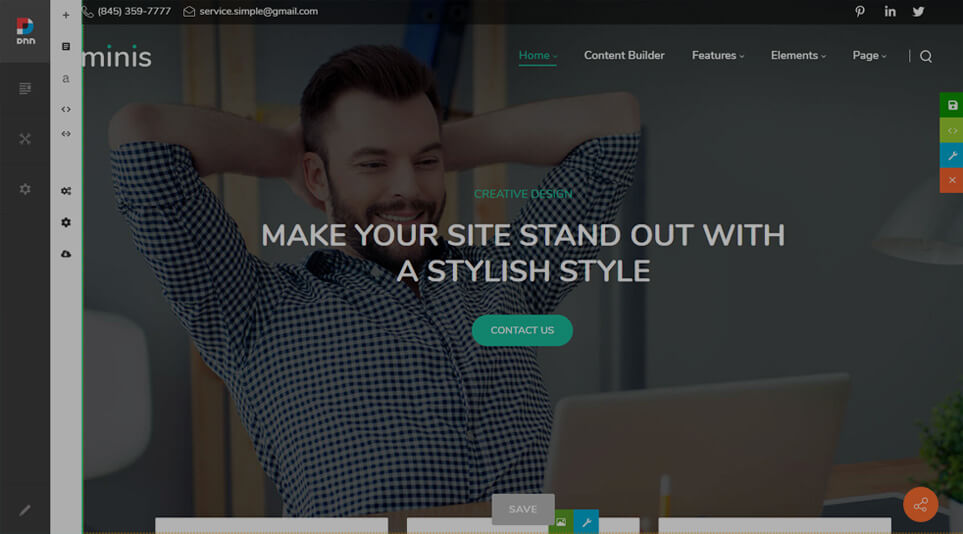 DNN
a
(845) 359-7777
service.simple@gmail.com
minis
Home
Content Builder
Features
Elements
Page
CREATIVE DESIGN
MAKE YOUR SITE STAND OUT WITH
A STYLISH STYLE
CONTACT US
SAVE